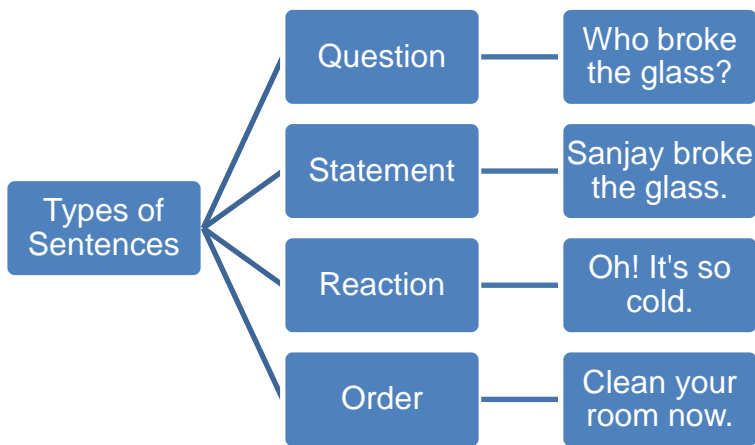 Types of
Sentences
Question
Who broke
the glass?
Statement
Sanjay broke
the glass.
Reaction
Oh! It's so
cold.
Order
Clean your
room now.